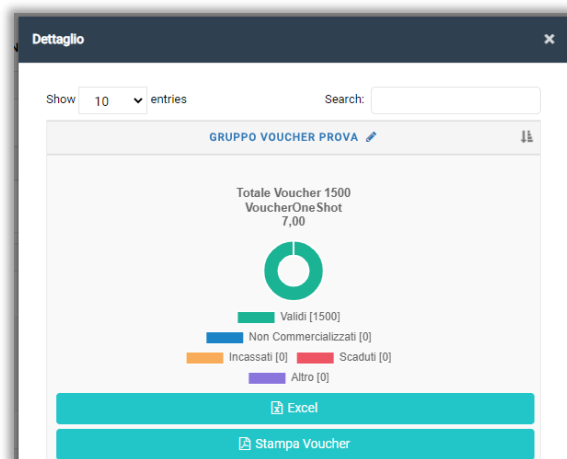 Dettaglio ×
Show 10 entries Search:
GRUPPO VOUCHER PROVA
Totale Voucher 1500
VoucherOneShot
7,00
Validi [1500]
Non Commercializzati [0]
Incassati [0] Scaduti [0]
Altro [0]
Excel
Stampa Voucher